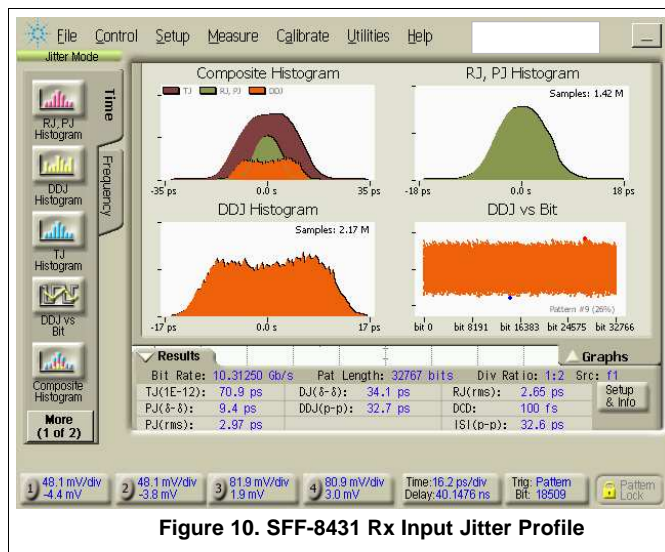 File Control Setup Measure Calibrate Utilities Help
Jitter Mode
Time
Frequency
RJ, PJ
Histogram
DDJ
Histogram
TJ
Histogram
DDJ vs
Bit
Composite
Histogram
More
(1 of 2)
Composite Histogram
TJ RJ, PJ DDJ
-35 ps 0.0 s 35 ps
RJ, PJ Histogram
Samples: 1.42 M
-18 ps 0.0 s 18 ps
DDJ Histogram
Samples: 2.17 M
-17 ps 0.0 s 17 ps
DDJ vs Bit
Pattern #9 (26%)
bit 0 bit 8191 bit 16383 bit 24575 bit 32766
Results Graphs
Bit Rate: 10.31250 Gb/s Pat Length: 32767 bits Div Ratio: 1:2 Src: f1
TJ(1E-12): 70.9 ps DJ(δ-δ): 34.1 ps RJ(rms): 2.65 ps
PJ(δ-δ): 9.4 ps DDJ(p-p): 32.7 ps DCD: 100 fs
PJ(rms): 2.97 ps ISI(p-p): 32.6 ps
Setup
& Info
1) 48.1 mV/div
-4.4 mV
2) 48.1 mV/div
-3.8 mV
3) 81.9 mV/div
1.9 mV
4) 80.9 mV/div
3.0 mV
Time:16.2 ps/div
Delay:40.1476 ns
Trig: Pattern
Bit: 18509
Pattern
Lock
Figure 10. SFF-8431 Rx Input Jitter Profile